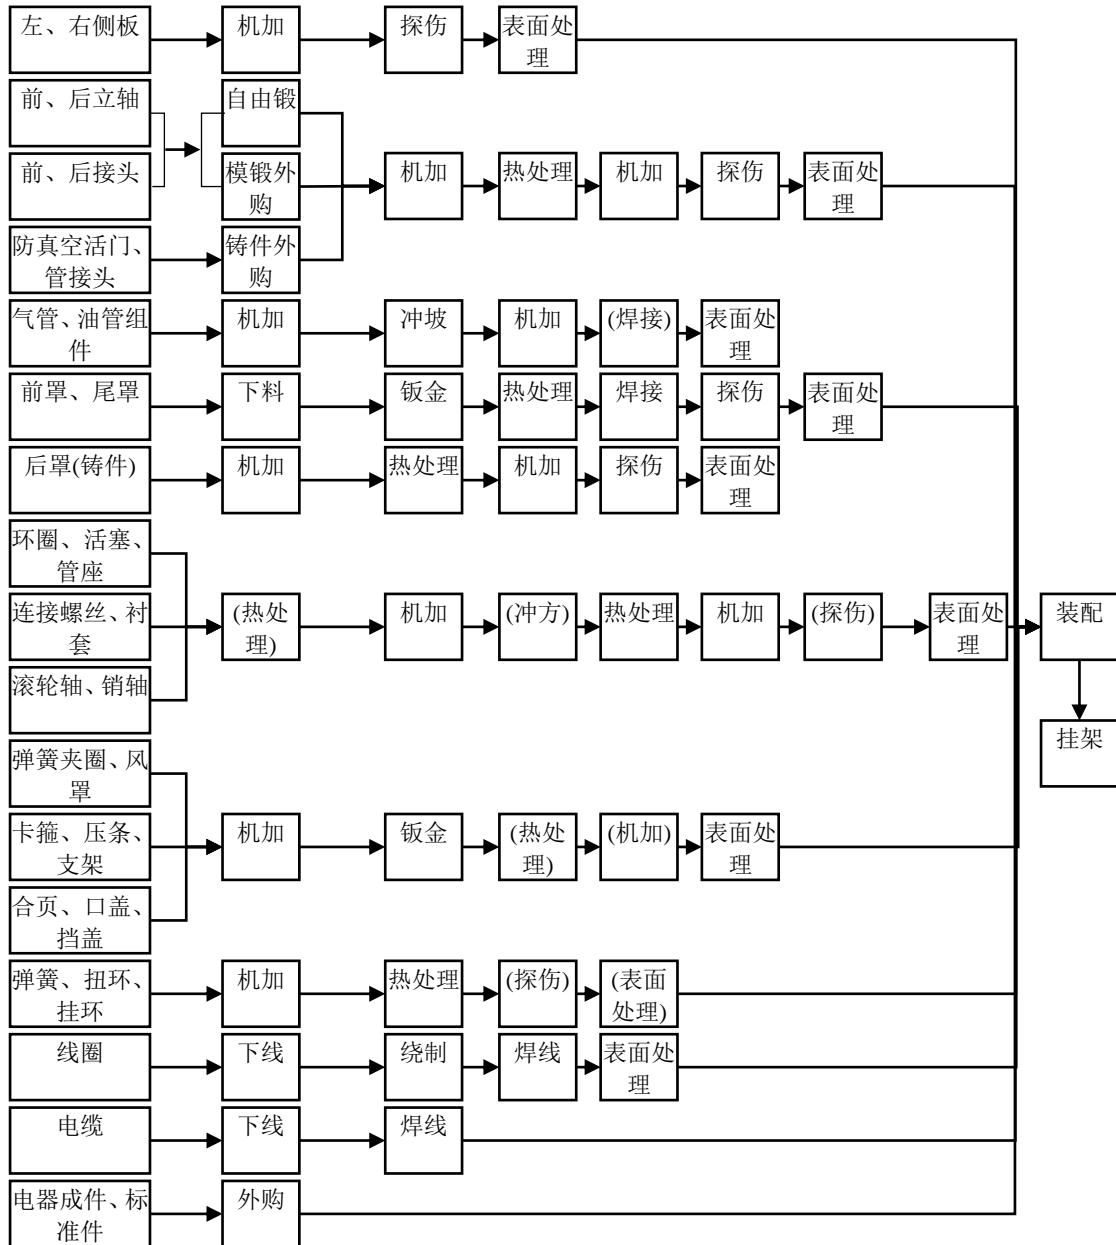 左、右侧板
机加
探伤
表面处
理
前、后立轴
自由锻
前、后接头
模锻外
购
机加
热处理
机加
探伤
表面处
理
防真空活门、
管接头
铸件外
购
气管、油管组
件
机加
冲坡
机加
(焊接)
表面处
理
前罩、尾罩
下料
钣金
热处理
焊接
探伤
表面处
理
后罩(铸件)
机加
热处理
机加
探伤
表面处
理
环圈、活塞、
管座
连接螺丝、衬
套
滚轮轴、销轴
(热处
理)
机加
(冲方)
热处理
机加
(探伤)
表面处
理
装配
挂架
弹簧夹圈、风
罩
卡箍、压条、
支架
合页、口盖、
挡盖
机加
钣金
(热处
理)
(机加)
表面处
理
弹簧、扭环、
挂环
机加
热处理
(探伤)
(表面
处理)
线圈
下线
绕制
焊线
表面处
理
电缆
下线
焊线
电器成件、标
准件
外购